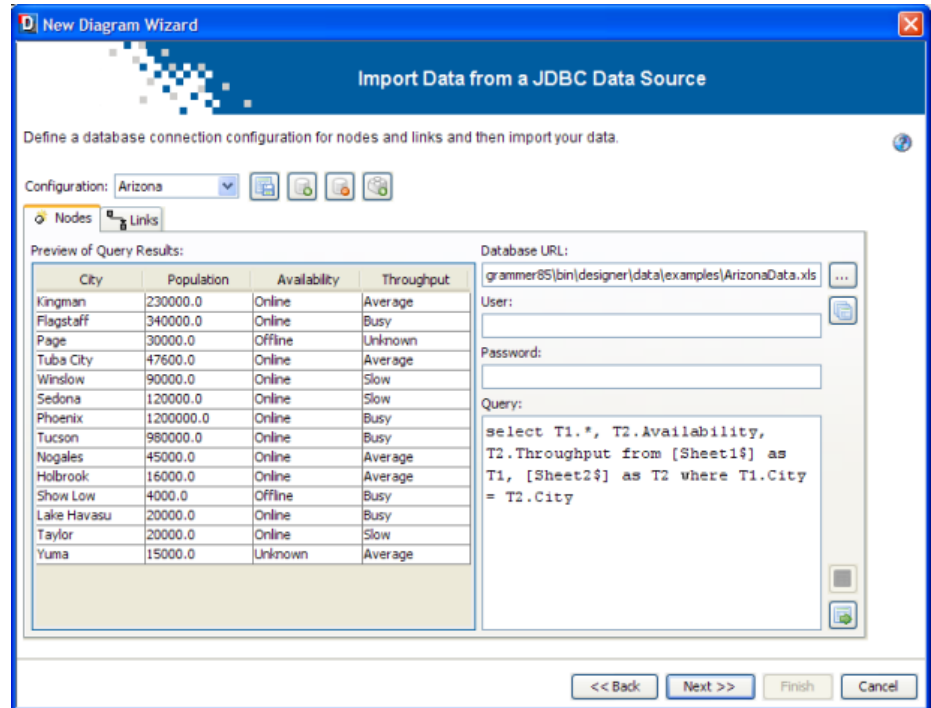 New Diagram Wizard
Import Data from a JDBC Data Source
Define a database connection configuration for nodes and links and then import your data.
Configuration: Arizona
Nodes Links
Preview of Query Results:
City Population Availability Throughput
Kingman 230000.0 Online Average
Flagstaff 340000.0 Online Busy
Page 30000.0 Offline Unknown
Tuba City 47600.0 Online Average
Winslow 90000.0 Online Slow
Sedona 120000.0 Online Slow
Phoenix 1200000.0 Online Busy
Tucson 980000.0 Online Busy
Nogales 45000.0 Online Average
Holbrook 16000.0 Online Average
Show Low 4000.0 Offline Busy
Lake Havasu 20000.0 Online Busy
Taylor 20000.0 Online Slow
Yuma 15000.0 Unknown Average
Database URL:
grammer85\bin\designer\data\examples\ArizonaData.xls ...
User:
Password:
Query:
select T1.*, T2.Availability,
T2.Throughput from [Sheet1$] as
T1, [Sheet2$] as T2 where T1.City
= T2.City
<< Back Next >> Finish Cancel